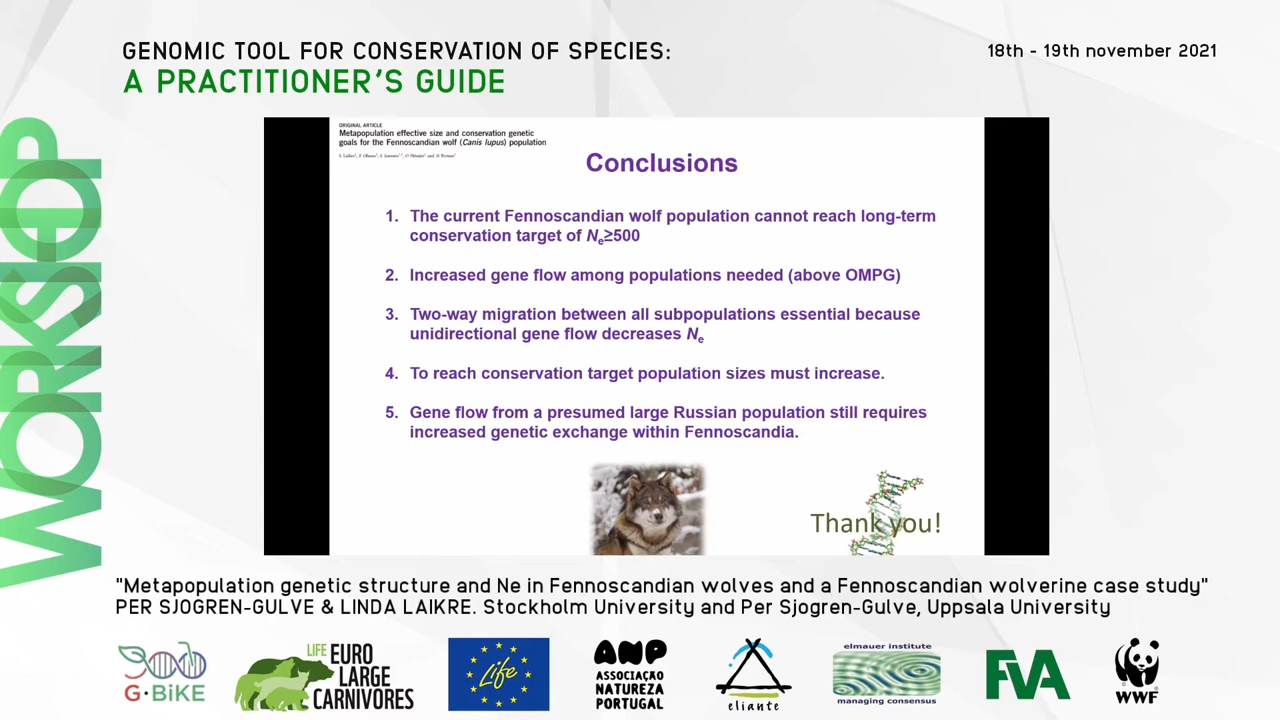 GENOMIC TOOL FOR CONSERVATION OF SPECIES:
A PRACTITIONER'S GUIDE
18th - 19th november 2021
WORKSHOP
ORIGINAL ARTICLE
Metapopulation effective size and conservation genetic
goals for the Fennoscandian wolf (Canis lupus) population
Conclusions
1. The current Fennoscandian wolf population cannot reach long-term
conservation target of Ne≥500
2. Increased gene flow among populations needed (above OMPG)
3. Two-way migration between all subpopulations essential because
unidirectional gene flow decreases Ne
4. To reach conservation target population sizes must increase.
5. Gene flow from a presumed large Russian population still requires
increased genetic exchange within Fennoscandia.
Thank you!
"Metapopulation genetic structure and Ne in Fennoscandian wolves and a Fennoscandian wolverine case study"
PER SJOGREN-GULVE & LINDA LAIKRE. Stockholm University and Per Sjogren-Gulve, Uppsala University
G·BiKE
LIFE EURO
LARGE
CARNIVORES
Life
ANP
ASSOCIAÇÃO
NATUREZA
PORTUGAL
eliante
elmauer institute
managing consensus
FVA
WWF